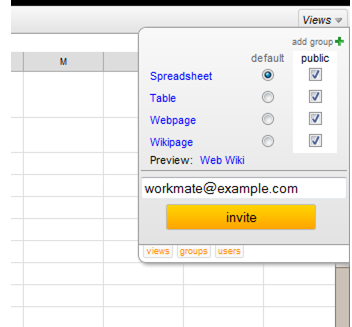 Views
add group
M
default public
Spreadsheet
Table
Webpage
Wikipage
Preview: Web Wiki
workmate@example.com
invite
views groups users